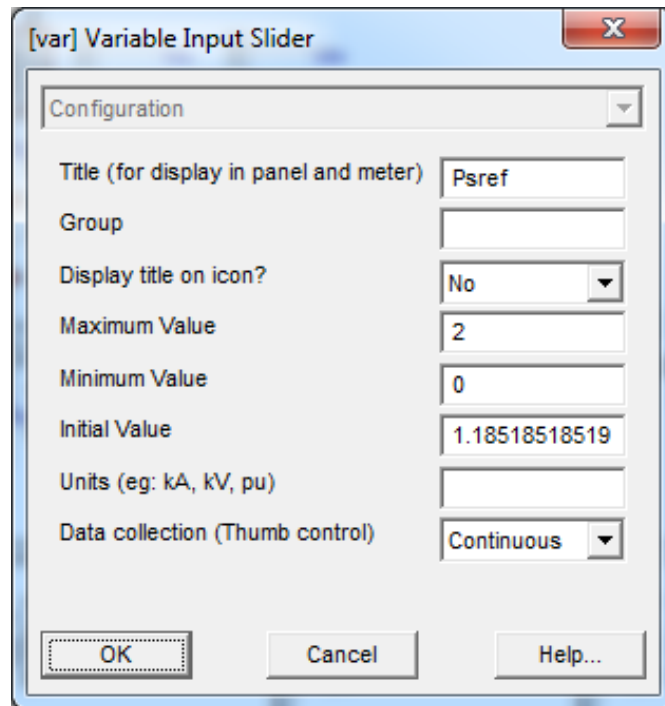 [var] Variable Input Slider
Configuration
Title (for display in panel and meter) Psref
Group
Display title on icon? No
Maximum Value 2
Minimum Value 0
Initial Value 1.18518518519
Units (eg: kA, kV, pu)
Data collection (Thumb control) Continuous
OK Cancel Help...